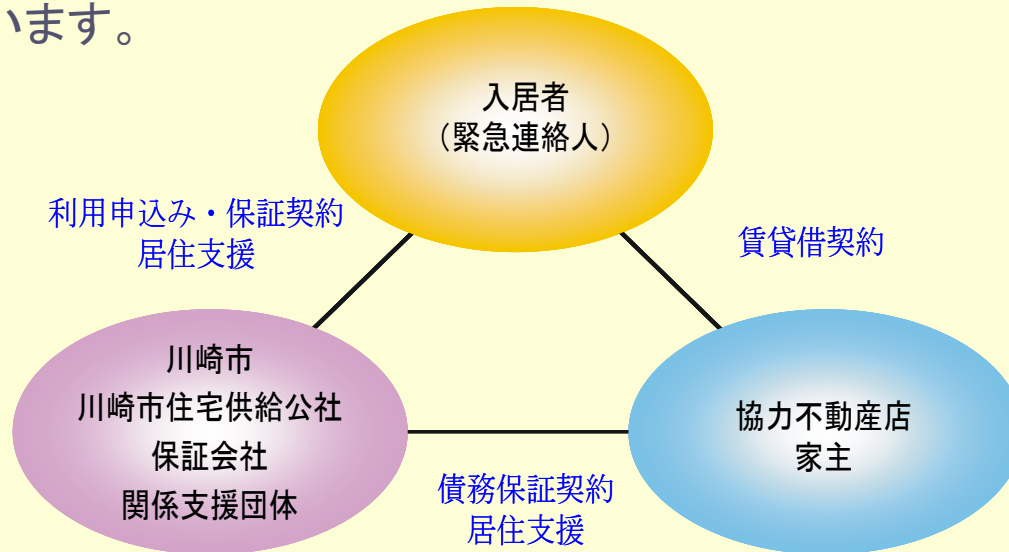 います。
入居者
（緊急連絡人）
利用申込み・保証契約
居住支援
賃貸借契約
川崎市
川崎市住宅供給公社
保証会社
関係支援団体
協力不動産店
家主
債務保証契約
居住支援